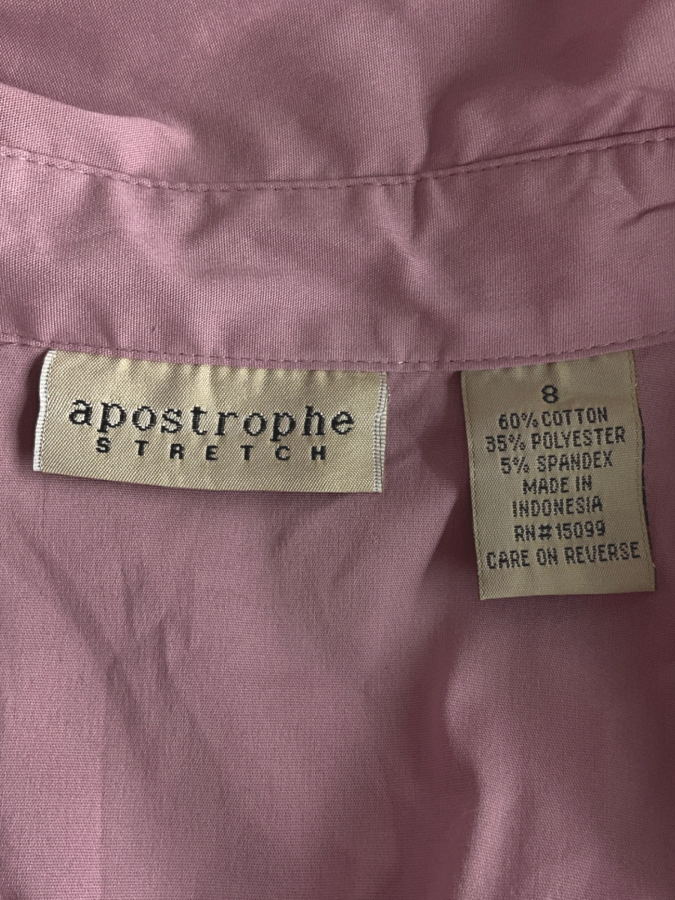 apostrophe
STRETCH
8
60% COTTON
35% POLYESTER
5% SPANDEX
MADE IN
INDONESIA
RN#15099
CARE ON REVERSE